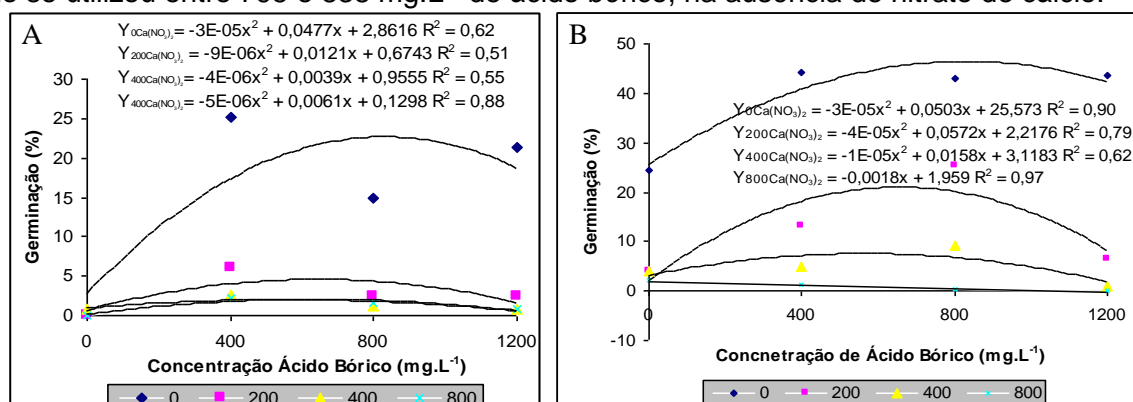 A
Y0Ca(NO3)2= -3E-05x² + 0,0477x + 2,8616 R² = 0,62
Y200Ca(NO3)2= -9E-06x² + 0,0121x + 0,6743 R² = 0,51
Y400Ca(NO3)2= -4E-06x² + 0,0039x + 0,9555 R² = 0,55
Y400Ca(NO3)2= -5E-06x² + 0,0061x + 0,1298 R² = 0,88
Germinação (%)
30
25
20
15
10
5
0
0 400 800 1200
Concentração Ácido Bórico (mg.L⁻¹)
0 200 400 800
B
Y0Ca(NO3)2 = -3E-05x² + 0,0503x + 25,573 R² = 0,90
Y200Ca(NO3)2 = -4E-05x² + 0,0572x + 2,2176 R² = 0,79
Y400Ca(NO3)2 = -1E-05x² + 0,0158x + 3,1183 R² = 0,62
Y800Ca(NO3)2 = -0,0018x + 1,959 R² = 0,97
Germinação (%)
50
40
30
20
10
0
-10
0 400 800 1200
Concnetração de Ácido Bórico (mg.L⁻¹)
0 200 400 800